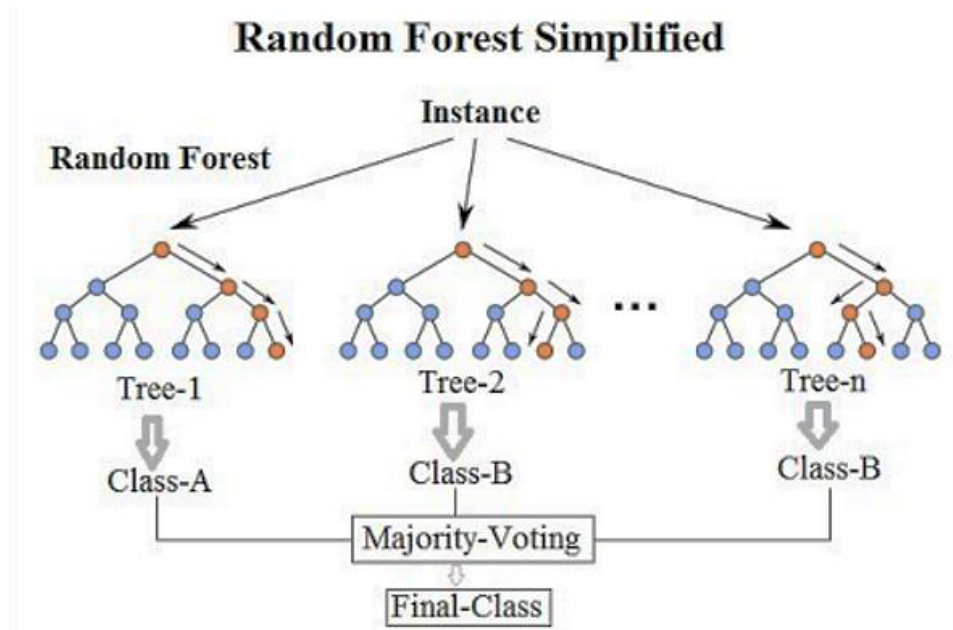 Random Forest Simplified
Instance
Random Forest
...
Tree-1
Tree-2
Tree-n
Class-A
Class-B
Class-B
Majority-Voting
Final-Class